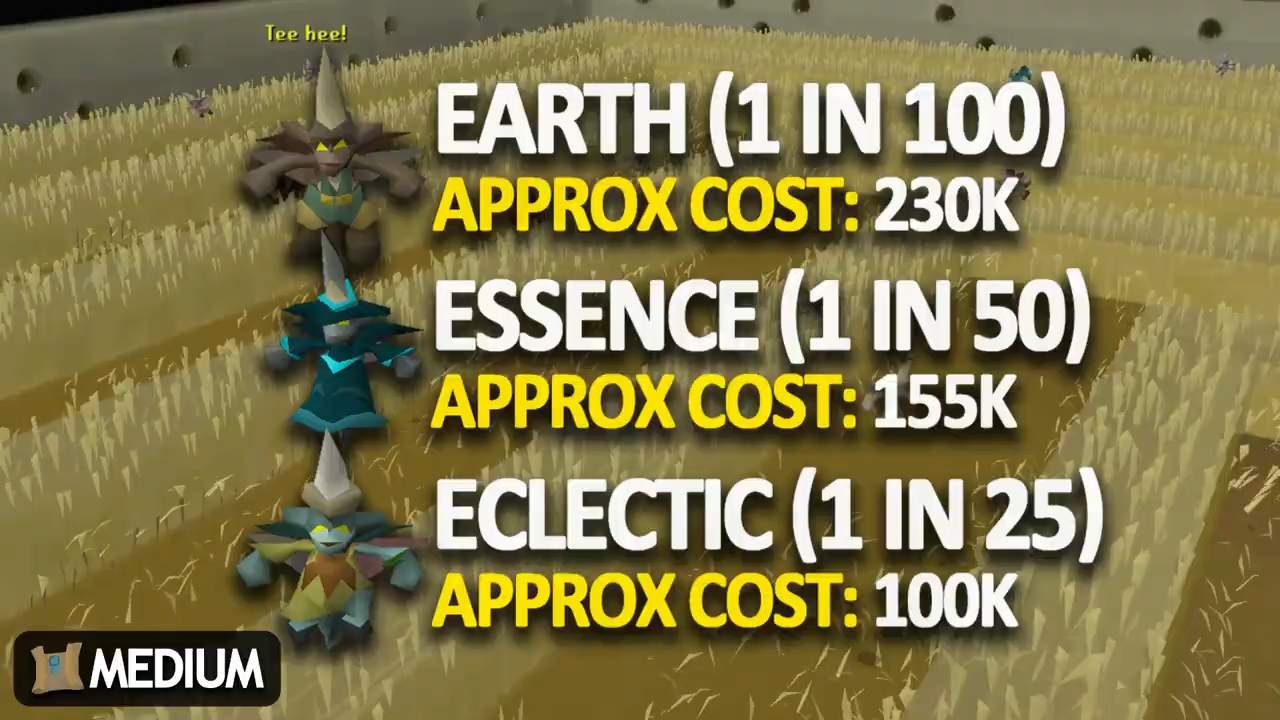 Tee hee!
EARTH (1 IN 100)
APPROX COST: 230K
ESSENCE (1 IN 50)
APPROX COST: 155K
ECLECTIC (1 IN 25)
APPROX COST: 100K
MEDIUM